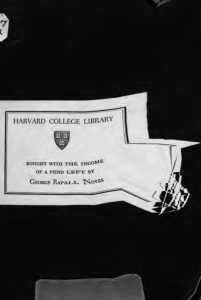 HARVARD COLLEGE LIBRARY
BOUGHT WITH THE INCOME
OF A FUND LEFT BY
GEORGE RAPALL NOYES